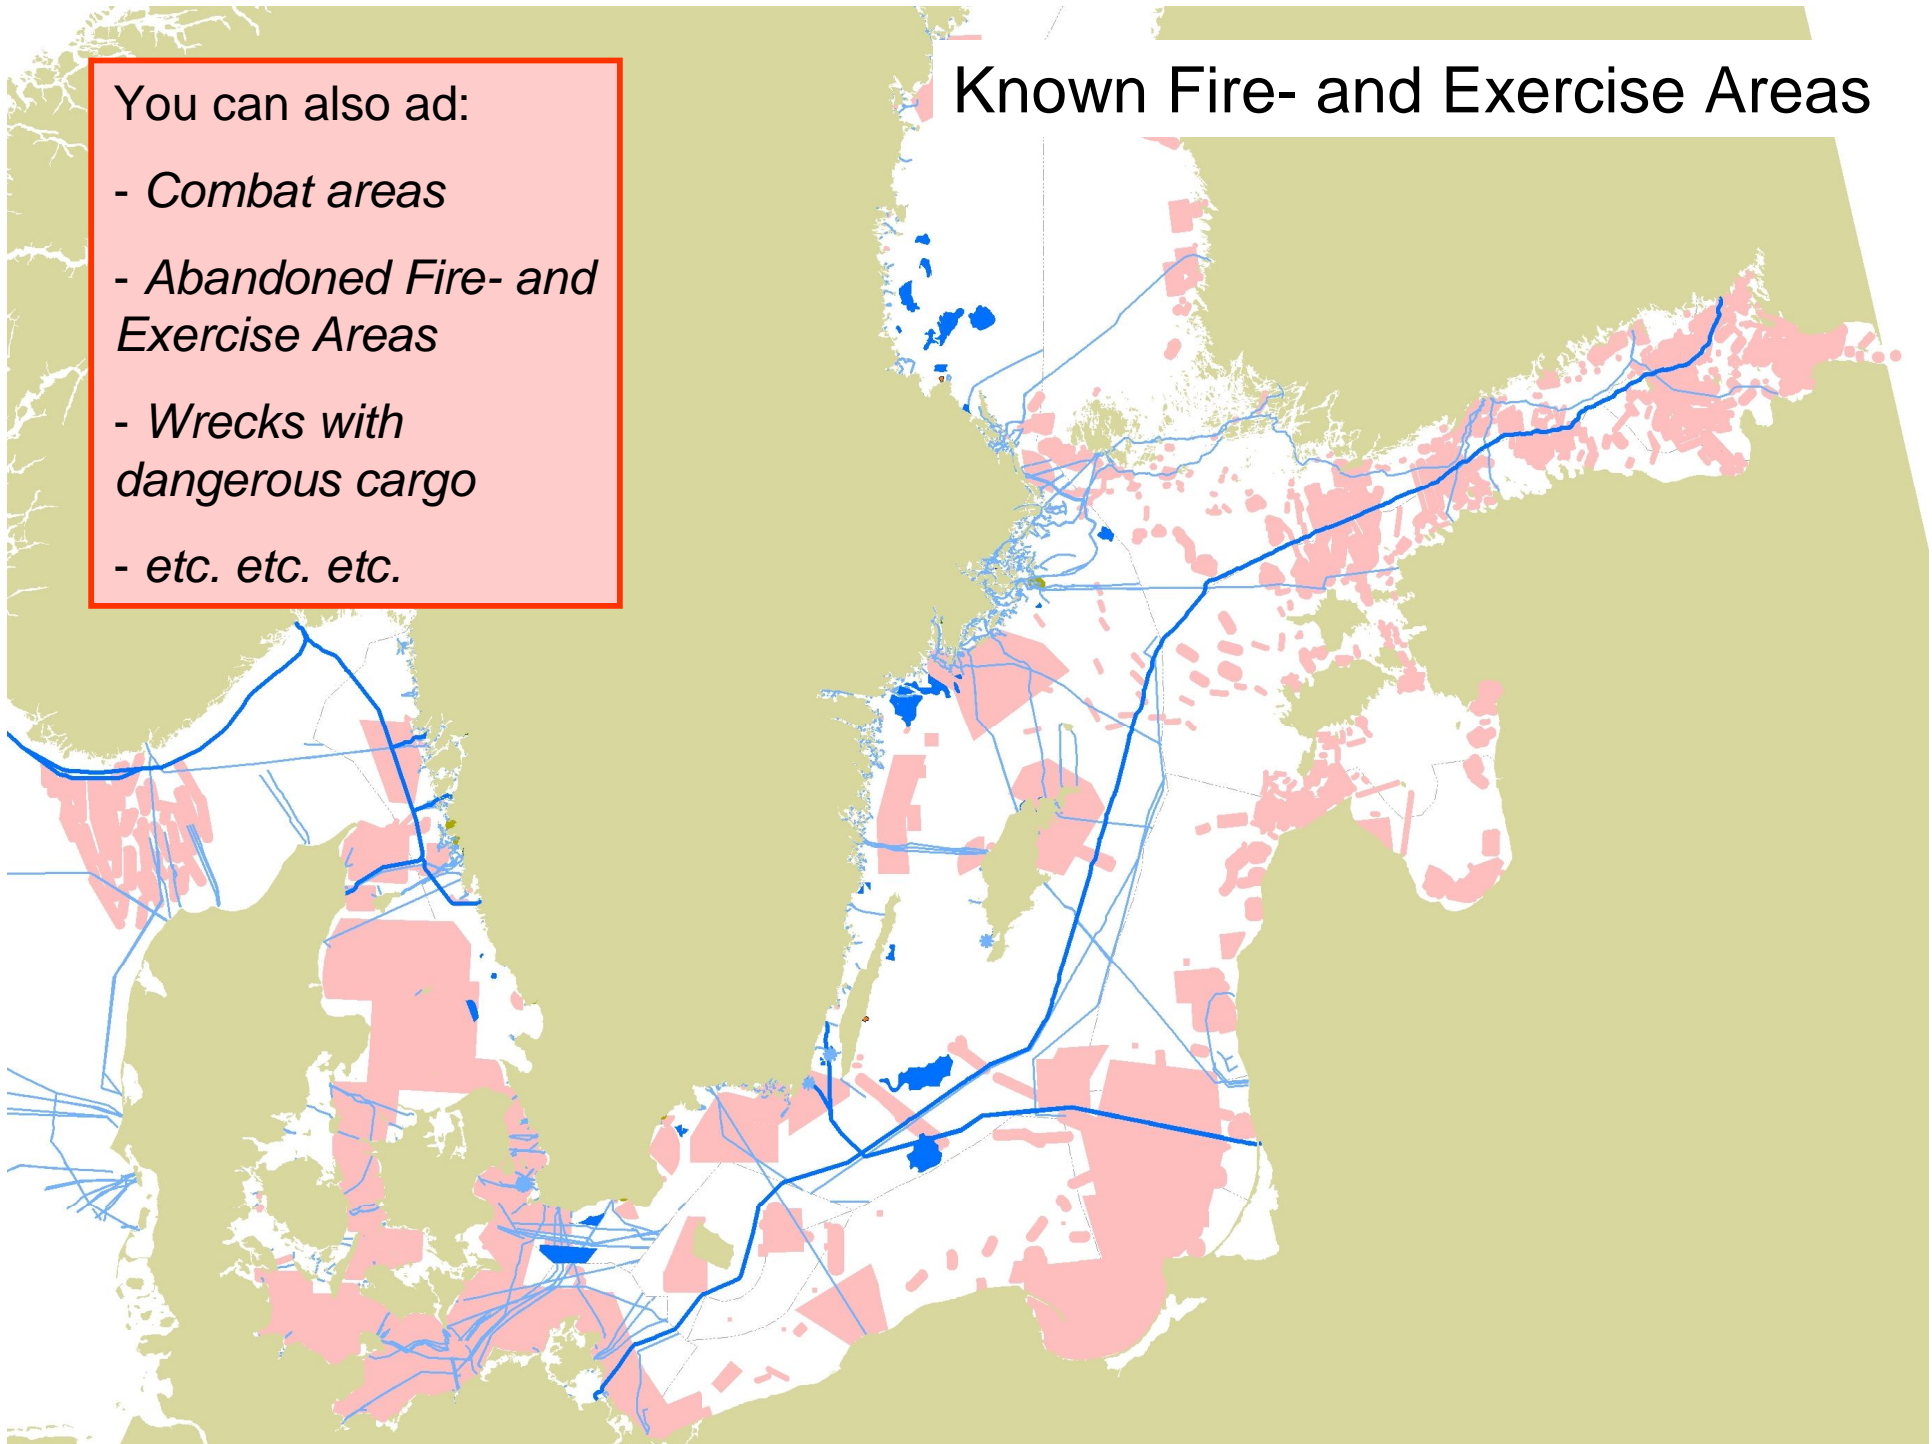 Known Fire- and Exercise Areas
You can also ad:
- Combat areas
- Abandoned Fire- and
Exercise Areas
- Wrecks with
dangerous cargo
- etc. etc. etc.